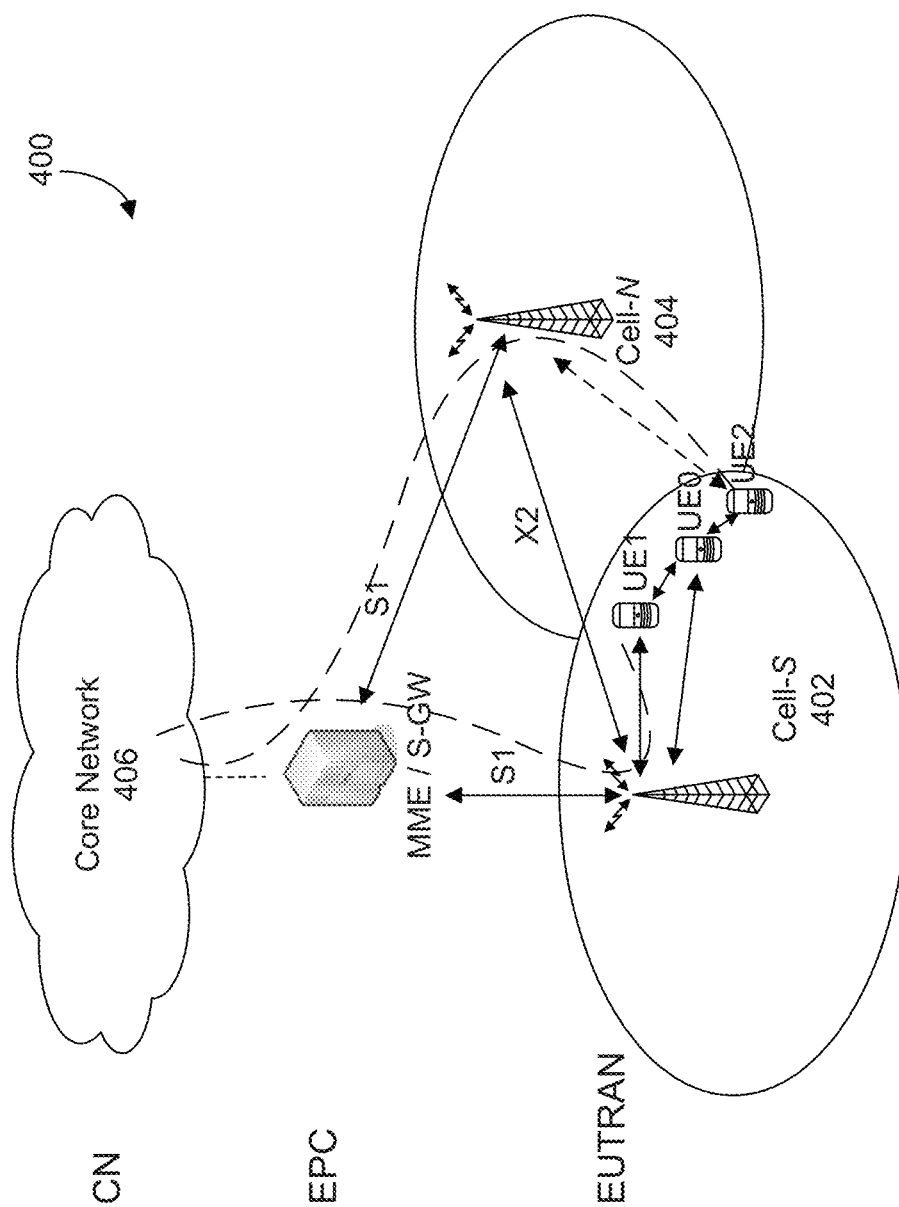 400
CN
Core Network
406
EPC
MME / S-GW
S1
S1
X2
EUTRAN
Cell-N
404
UE1
UE0
UE2
Cell-S
402